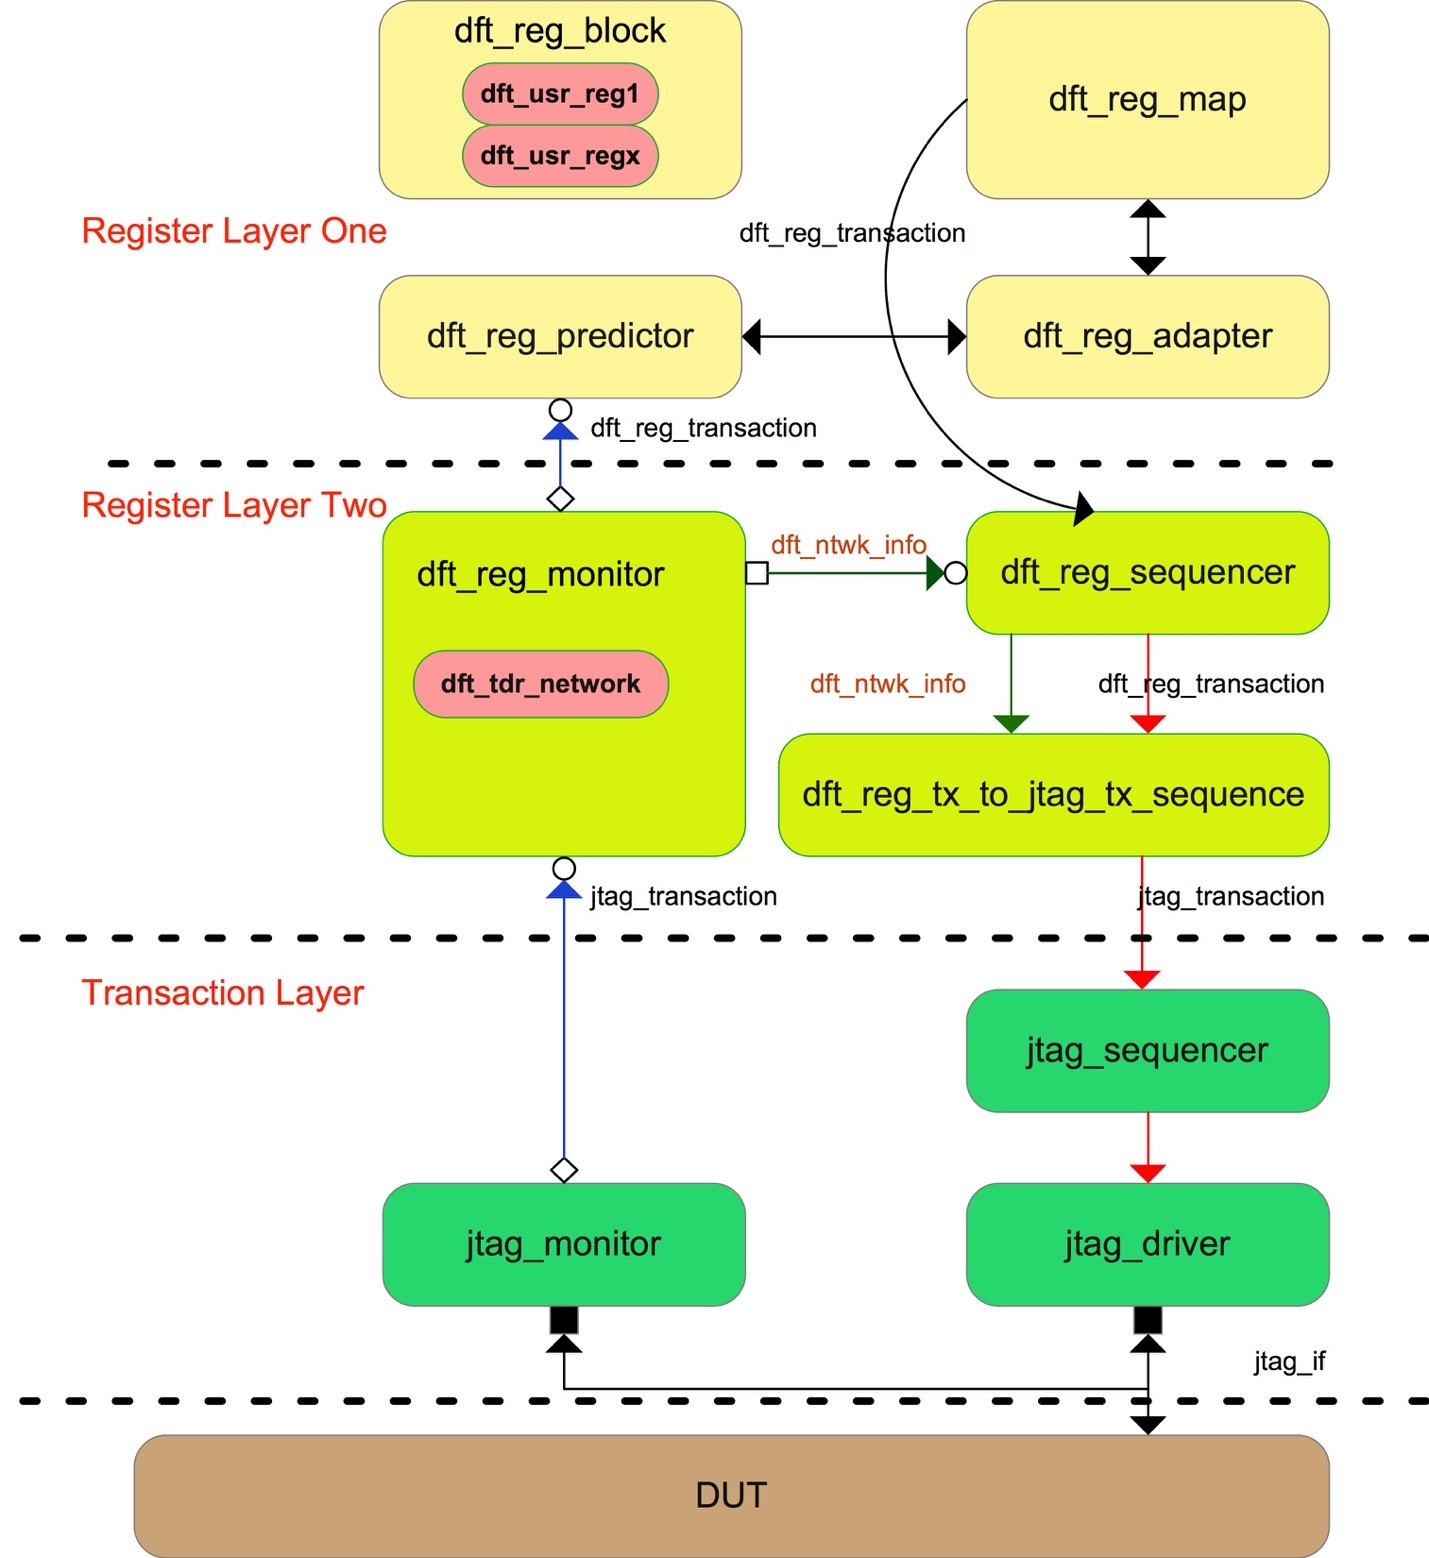 dft_reg_block
dft_usr_reg1
dft_usr_regx
dft_reg_map
Register Layer One
dft_reg_transaction
dft_reg_predictor
dft_reg_adapter
dft_reg_transaction
Register Layer Two
dft_reg_monitor
dft_ntwk_info
dft_reg_sequencer
dft_tdr_network
dft_ntwk_info
dft_reg_transaction
dft_reg_tx_to_jtag_tx_sequence
jtag_transaction
jtag_transaction
Transaction Layer
jtag_sequencer
jtag_monitor
jtag_driver
jtag_if
DUT